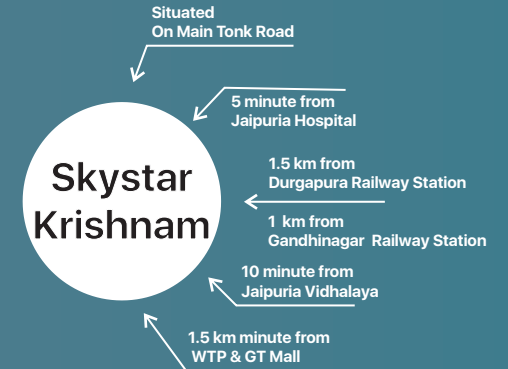 Situated
On Main Tonk Road
5 minute from
Jaipuria Hospital
Skystar
Krishnam
1.5 km from
Durgapura Railway Station
1 km from
Gandhinagar Railway Station
10 minute from
Jaipuria Vidhalaya
1.5 km minute from
WTP & GT Mall